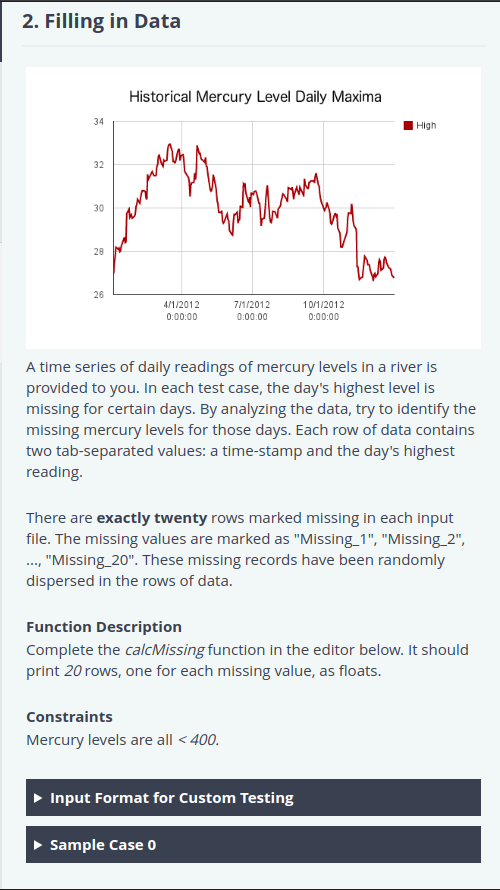 2. Filling in Data
Historical Mercury Level Daily Maxima
34
32
30
28
26
High
4/1/2012 7/1/2012 10/1/2012
0:00:00 0:00:00 0:00:00
A time series of daily readings of mercury levels in a river is
provided to you. In each test case, the day's highest level is
missing for certain days. By analyzing the data, try to identify the
missing mercury levels for those days. Each row of data contains
two tab-separated values: a time-stamp and the day's highest
reading.
There are exactly twenty rows marked missing in each input
file. The missing values are marked as "Missing_1", "Missing_2",
..., "Missing_20". These missing records have been randomly
dispersed in the rows of data.
Function Description
Complete the calcMissing function in the editor below. It should
print 20 rows, one for each missing value, as floats.
Constraints
Mercury levels are all < 400.
Input Format for Custom Testing
Sample Case 0